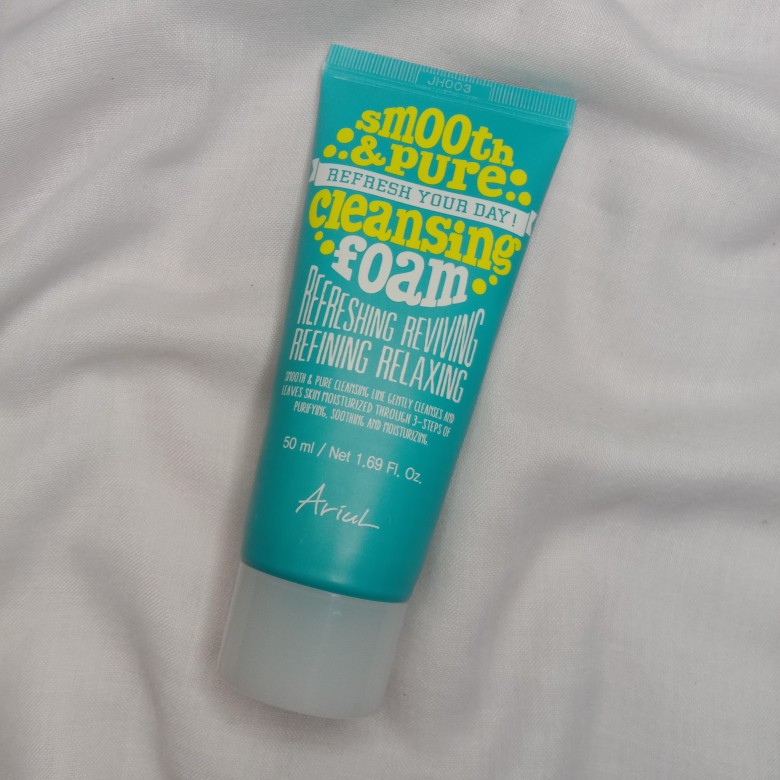 JH003
smooth
& pure
REFRESH YOUR DAY!
cleansing
foam
REFRESHING REVIVING
REFINING RELAXING
SMOOTH & PURE CLEANSING LINE GENTLY CLEANSES AND
LEAVES SKIN MOISTURIZED THROUGH 3-STEPS OF
PURIFYING, SOOTHING AND MOISTURIZING.
50 ml / Net 1.69 Fl. Oz.
Ariul